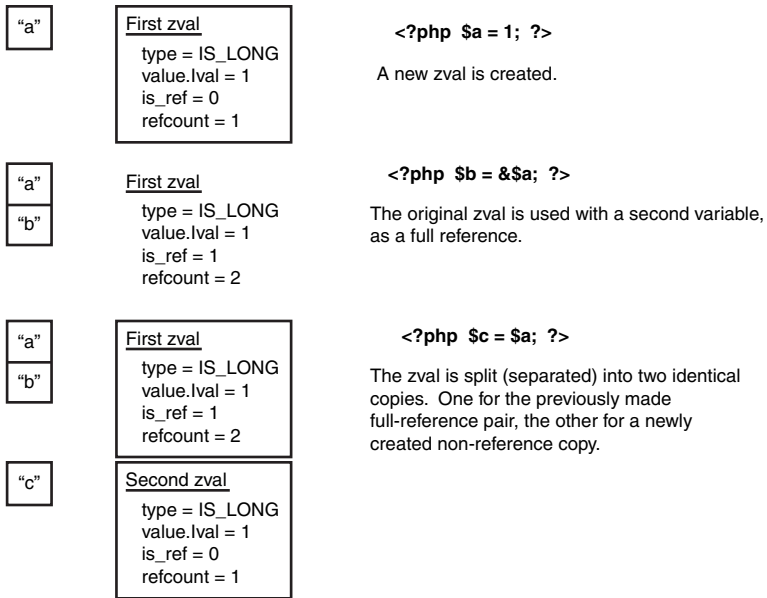 “a”
First zval
type = IS_LONG
value.lval = 1
is_ref = 0
refcount = 1
<?php $a = 1; ?>
A new zval is created.
“a”
“b”
First zval
type = IS_LONG
value.lval = 1
is_ref = 1
refcount = 2
<?php $b = &$a; ?>
The original zval is used with a second variable,
as a full reference.
“a”
“b”
First zval
type = IS_LONG
value.lval = 1
is_ref = 1
refcount = 2
<?php $c = $a; ?>
The zval is split (separated) into two identical
copies. One for the previously made
full-reference pair, the other for a newly
created non-reference copy.
“c”
Second zval
type = IS_LONG
value.lval = 1
is_ref = 0
refcount = 1